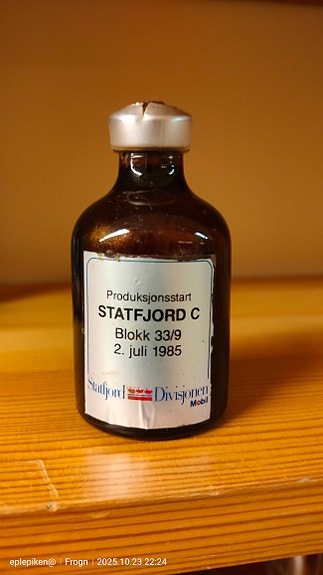 Produksjonsstart
STATFJORD C
Blokk 33/9
2. juli 1985
Statfjord Divisjonen
Mobil
eplepiken@ | Frogn | 2025.10.23 22:24